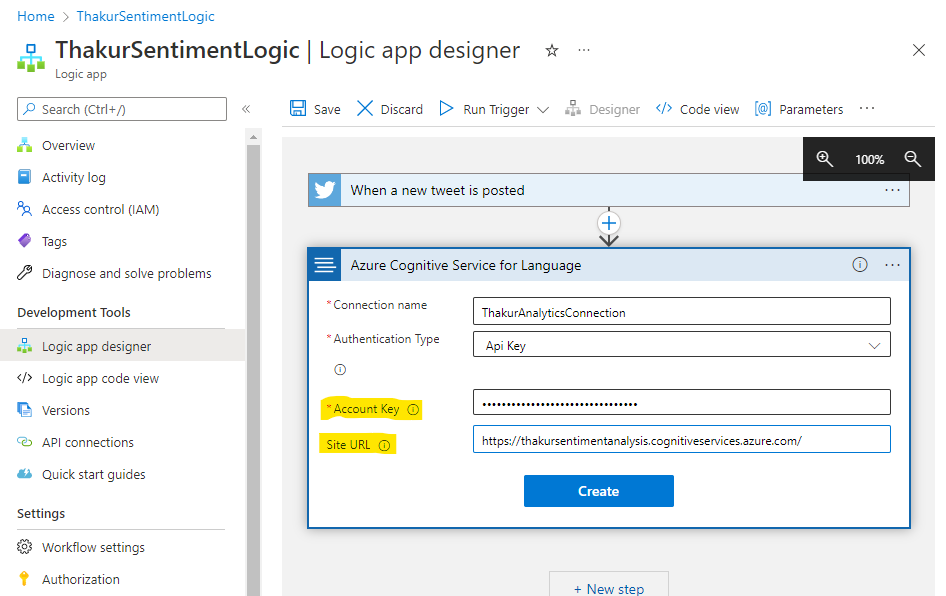 Home > ThakurSentimentLogic
ThakurSentimentLogic | Logic app designer ☆ ···
Logic app
Search (Ctrl+/) «
Save Discard Run Trigger Designer Code view Parameters ···
Overview
Activity log
Access control (IAM)
Tags
Diagnose and solve problems
Development Tools
Logic app designer
Logic app code view
Versions
API connections
Quick start guides
Settings
Workflow settings
Authorization
100%
When a new tweet is posted ···
Azure Cognitive Service for Language ···
*Connection name ThakurAnalyticsConnection
*Authentication Type Api Key
*Account Key ••••••••••••••••••••••••••••••••
Site URL https://thakursentimentanalysis.cognitiveservices.azure.com/
Create
+ New step